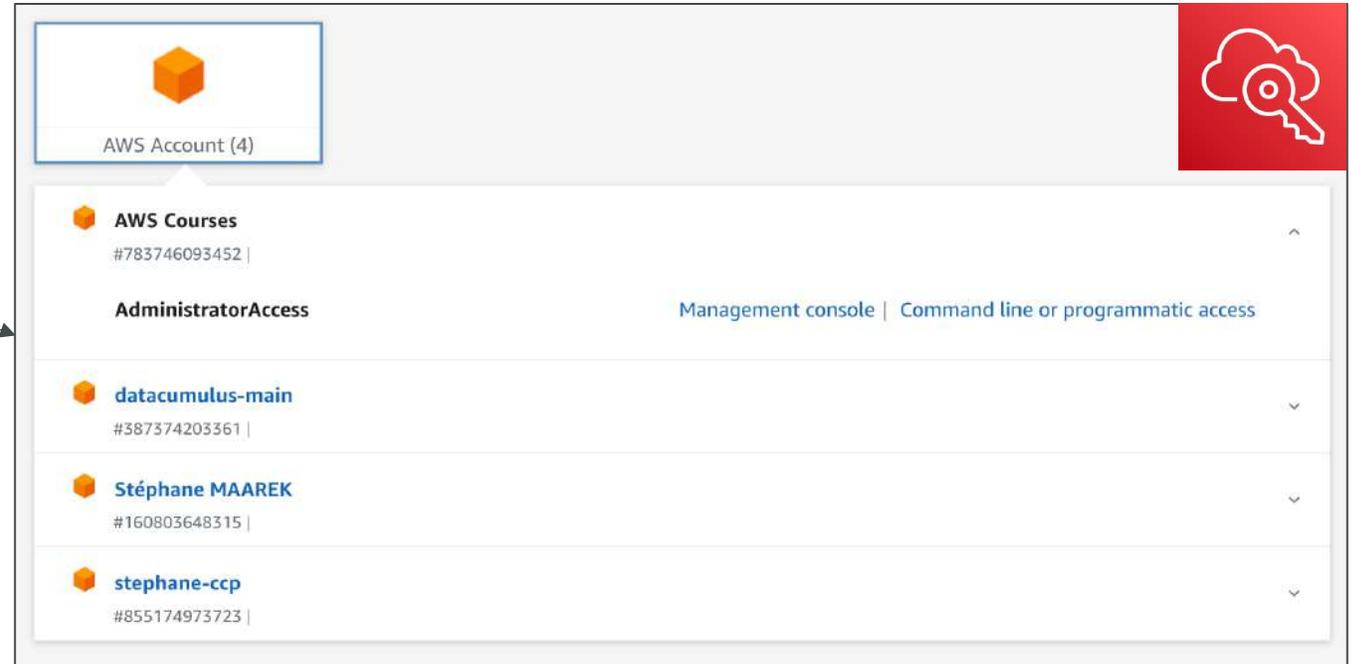 AWS Account (4)
AWS Courses
#783746093452 |
AdministratorAccess Management console | Command line or programmatic access
datacumulus-main
#387374203361 |
Stéphane MAAREK
#160803648315 |
stephane-ccp
#855174973723 |